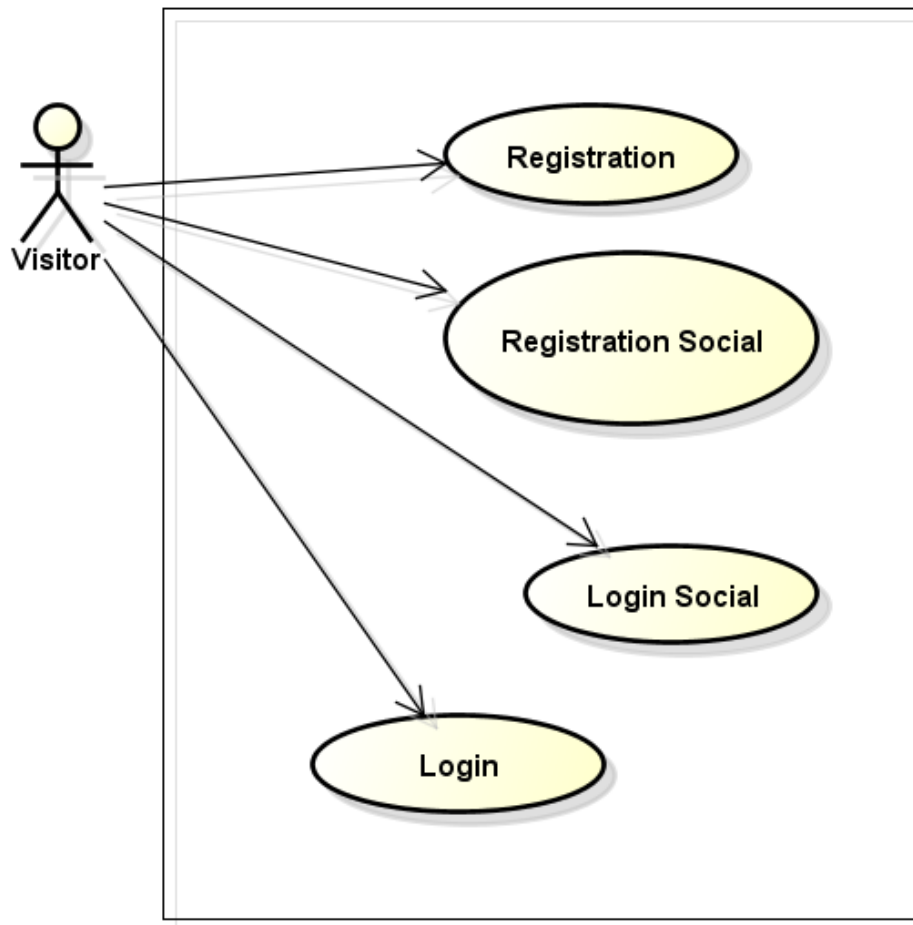 Registration
Visitor
Registration Social
Login Social
Login